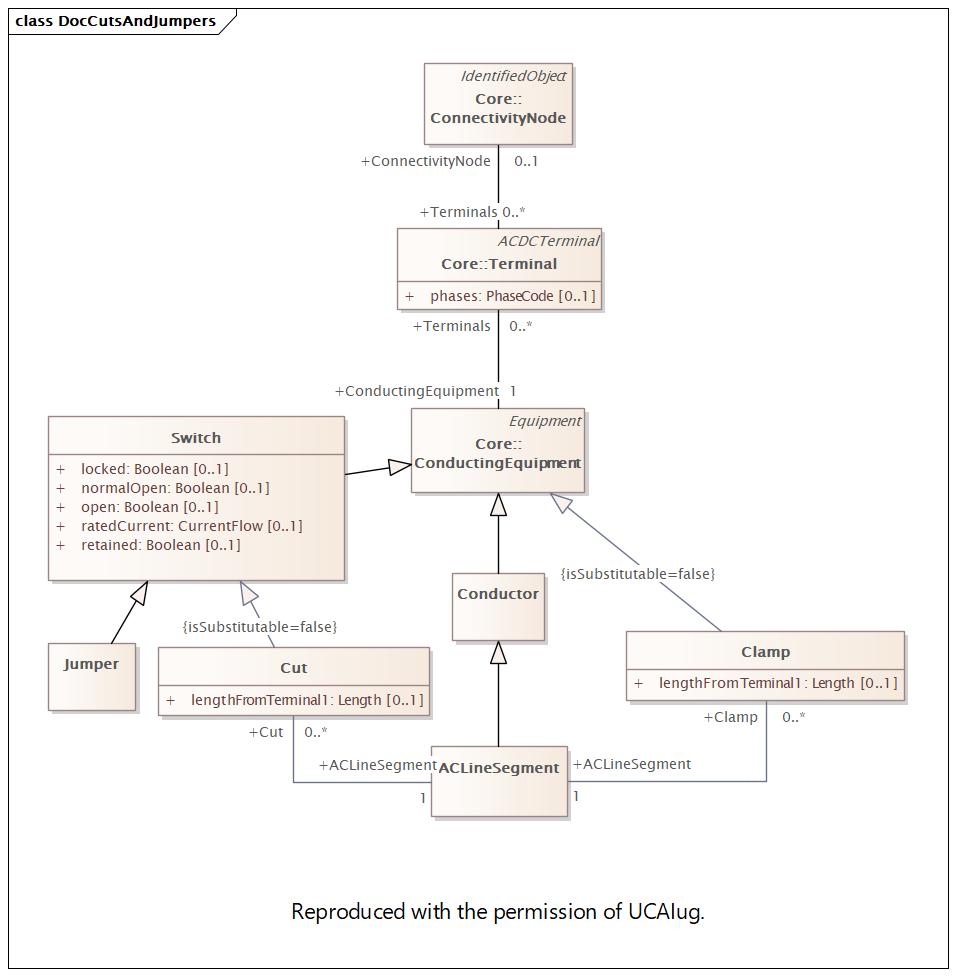 class DocCutsAndJumpers
IdentifiedObject
Core::
ConnectivityNode
+ConnectivityNode 0..1
+Terminals 0..*
ACDCTerminal
Core::Terminal
+ phases: PhaseCode [0..1]
+Terminals 0..*
+ConductingEquipment 1
Equipment
Core::
ConductingEquipment
Switch
+ locked: Boolean [0..1]
+ normalOpen: Boolean [0..1]
+ open: Boolean [0..1]
+ ratedCurrent: CurrentFlow [0..1]
+ retained: Boolean [0..1]
{isSubstitutable=false}
Conductor
{isSubstitutable=false}
Jumper
Cut
+ lengthFromTerminal1: Length [0..1]
Clamp
+ lengthFromTerminal1: Length [0..1]
+Cut 0..*
+Clamp 0..*
+ACLineSegment
1
ACLineSegment
+ACLineSegment
1
Reproduced with the permission of UCAIug.